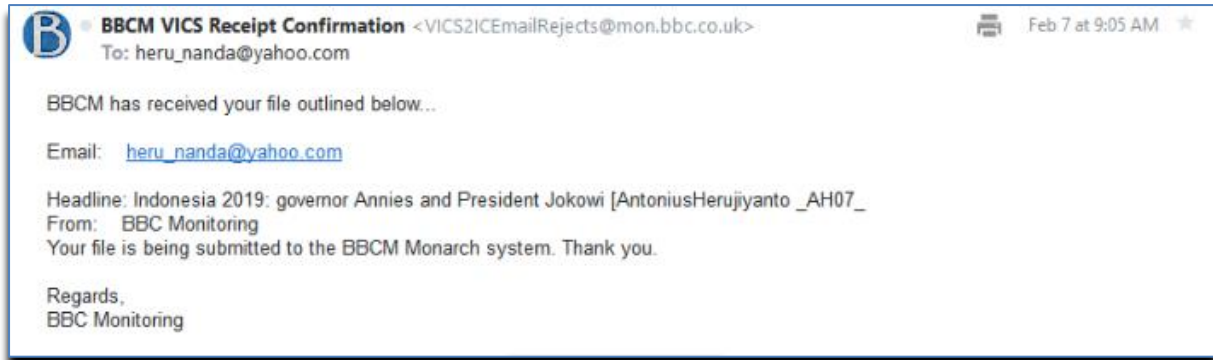 B
BBCM VICS Receipt Confirmation <VICS2ICEmailRejects@mon.bbc.co.uk> Feb 7 at 9:05 AM
To: heru_nanda@yahoo.com
BBCM has received your file outlined below...
Email: heru_nanda@yahoo.com
Headline: Indonesia 2019: governor Annies and President Jokowi [AntoniusHerujiyanto _AH07_
From: BBC Monitoring
Your file is being submitted to the BBCM Monarch system. Thank you.
Regards,
BBC Monitoring